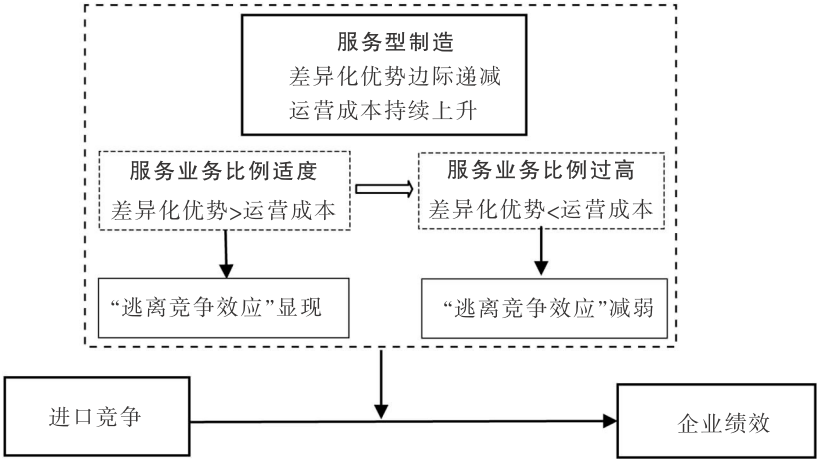 服务型制造
差异化优势边际递减
运营成本持续上升
服务业务比例适度
差异化优势>运营成本
服务业务比例过高
差异化优势<运营成本
“逃离竞争效应”显现
“逃离竞争效应”减弱
进口竞争
企业绩效